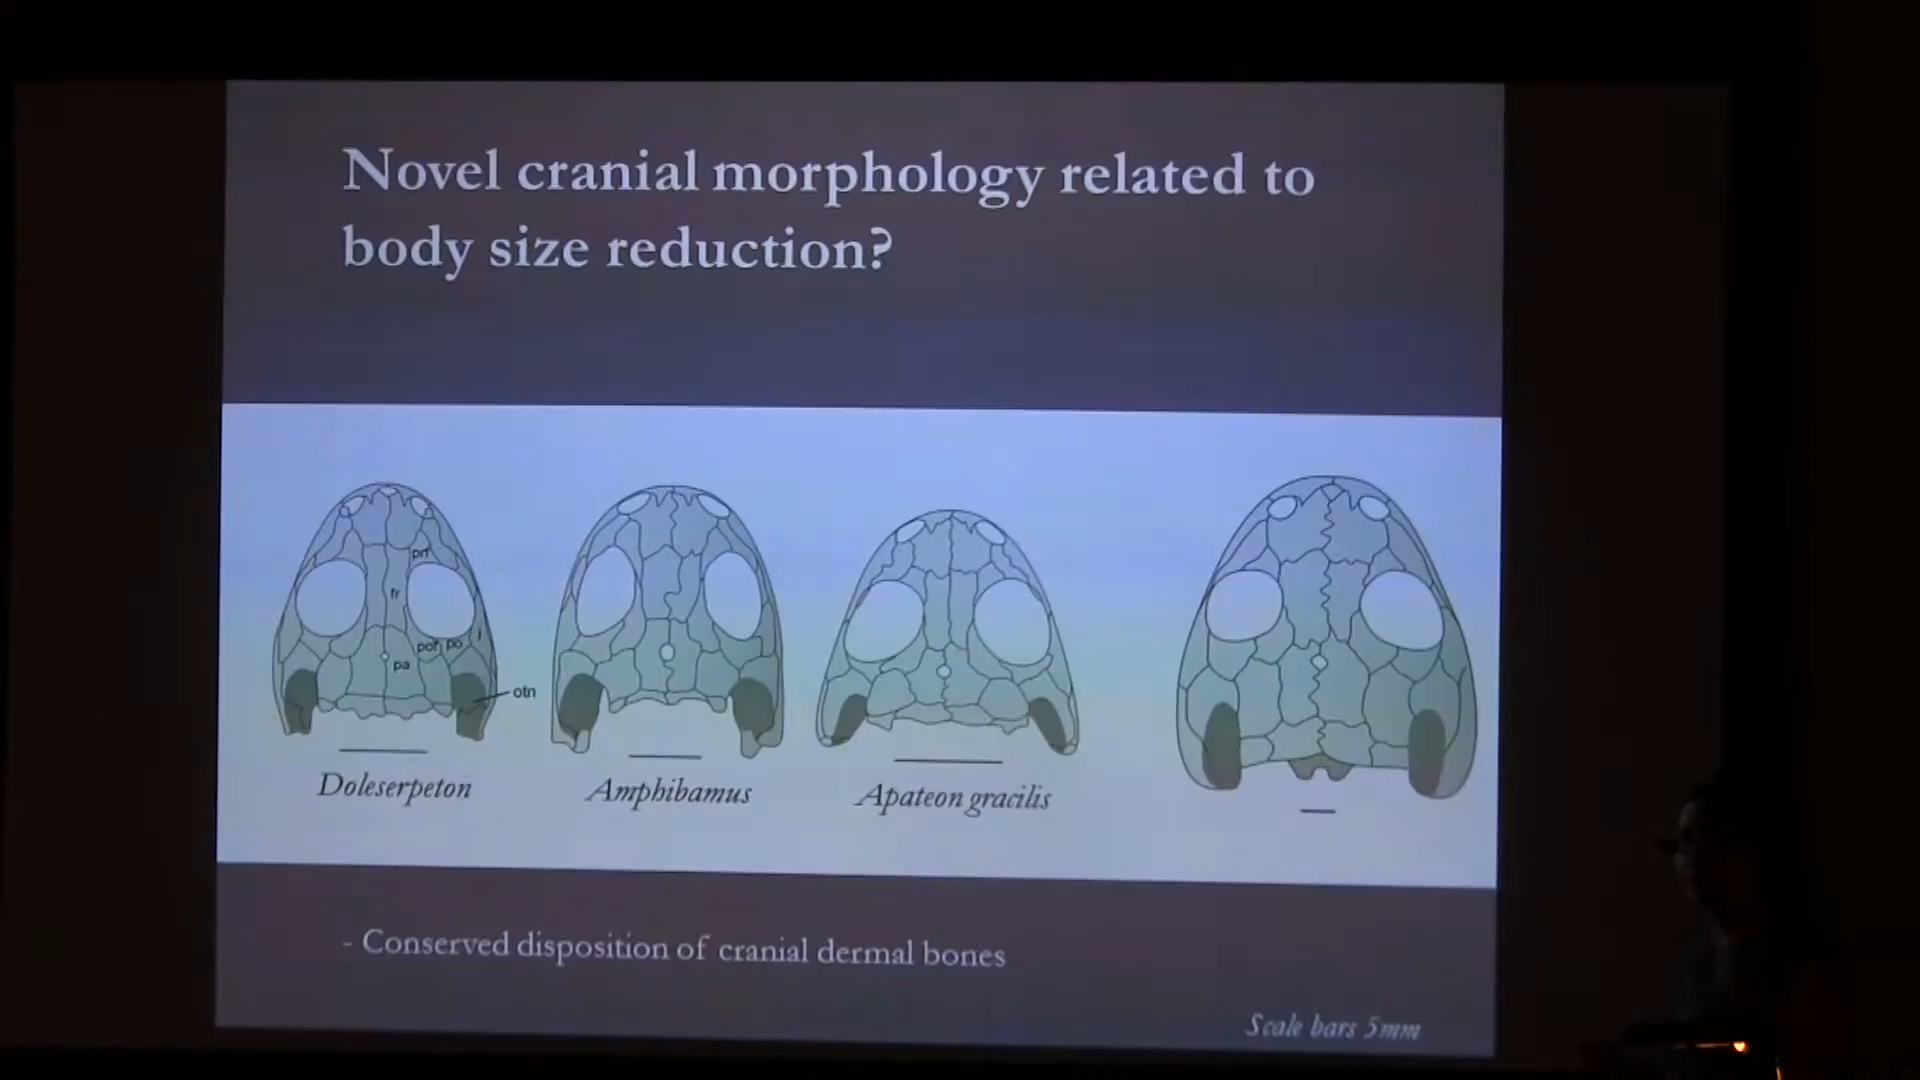 Novel cranial morphology related to
body size reduction?
prf
fr
pof po j
pa
otn
Doleserpeton
Amphibamus
Apateon gracilis
- Conserved disposition of cranial dermal bones
Scale bars 5mm